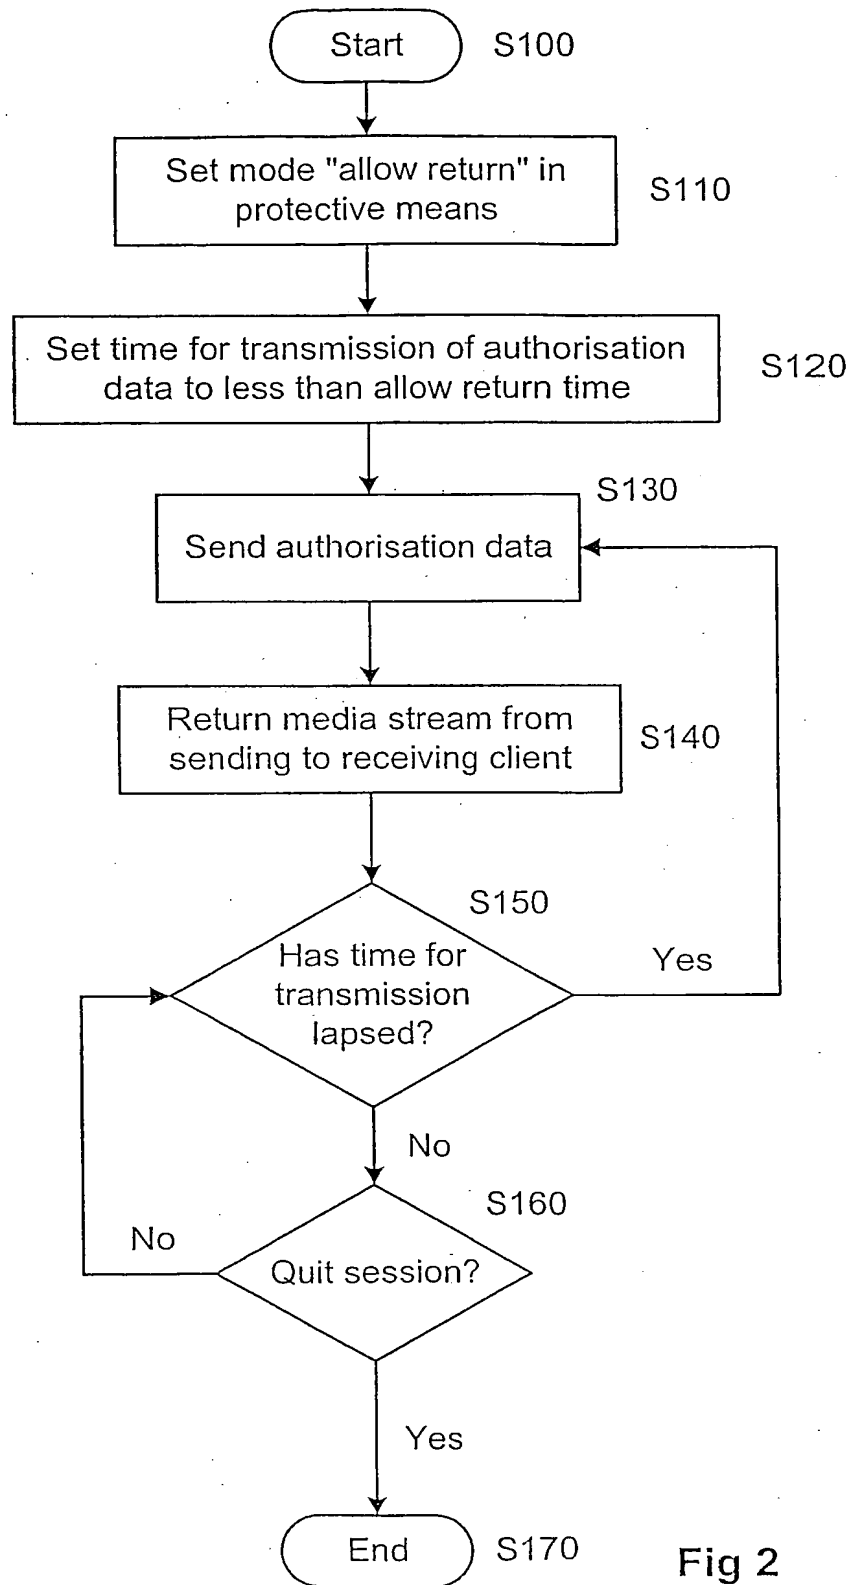 Start
S100
Set mode "allow return" in
protective means
S110
Set time for transmission of authorisation
data to less than allow return time
S120
S130
Send authorisation data
Return media stream from
sending to receiving client
S140
S150
Has time for
transmission
lapsed?
Yes
No
S160
No
Quit session?
Yes
End
S170
Fig 2